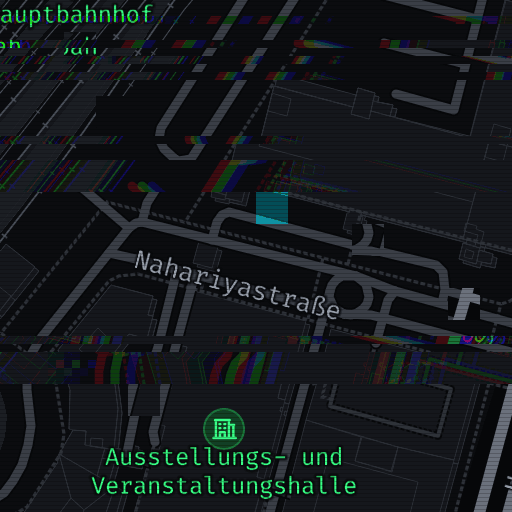 auptbahnhof
Nahariyastraße
Ausstellungs- und
Veranstaltungshalle